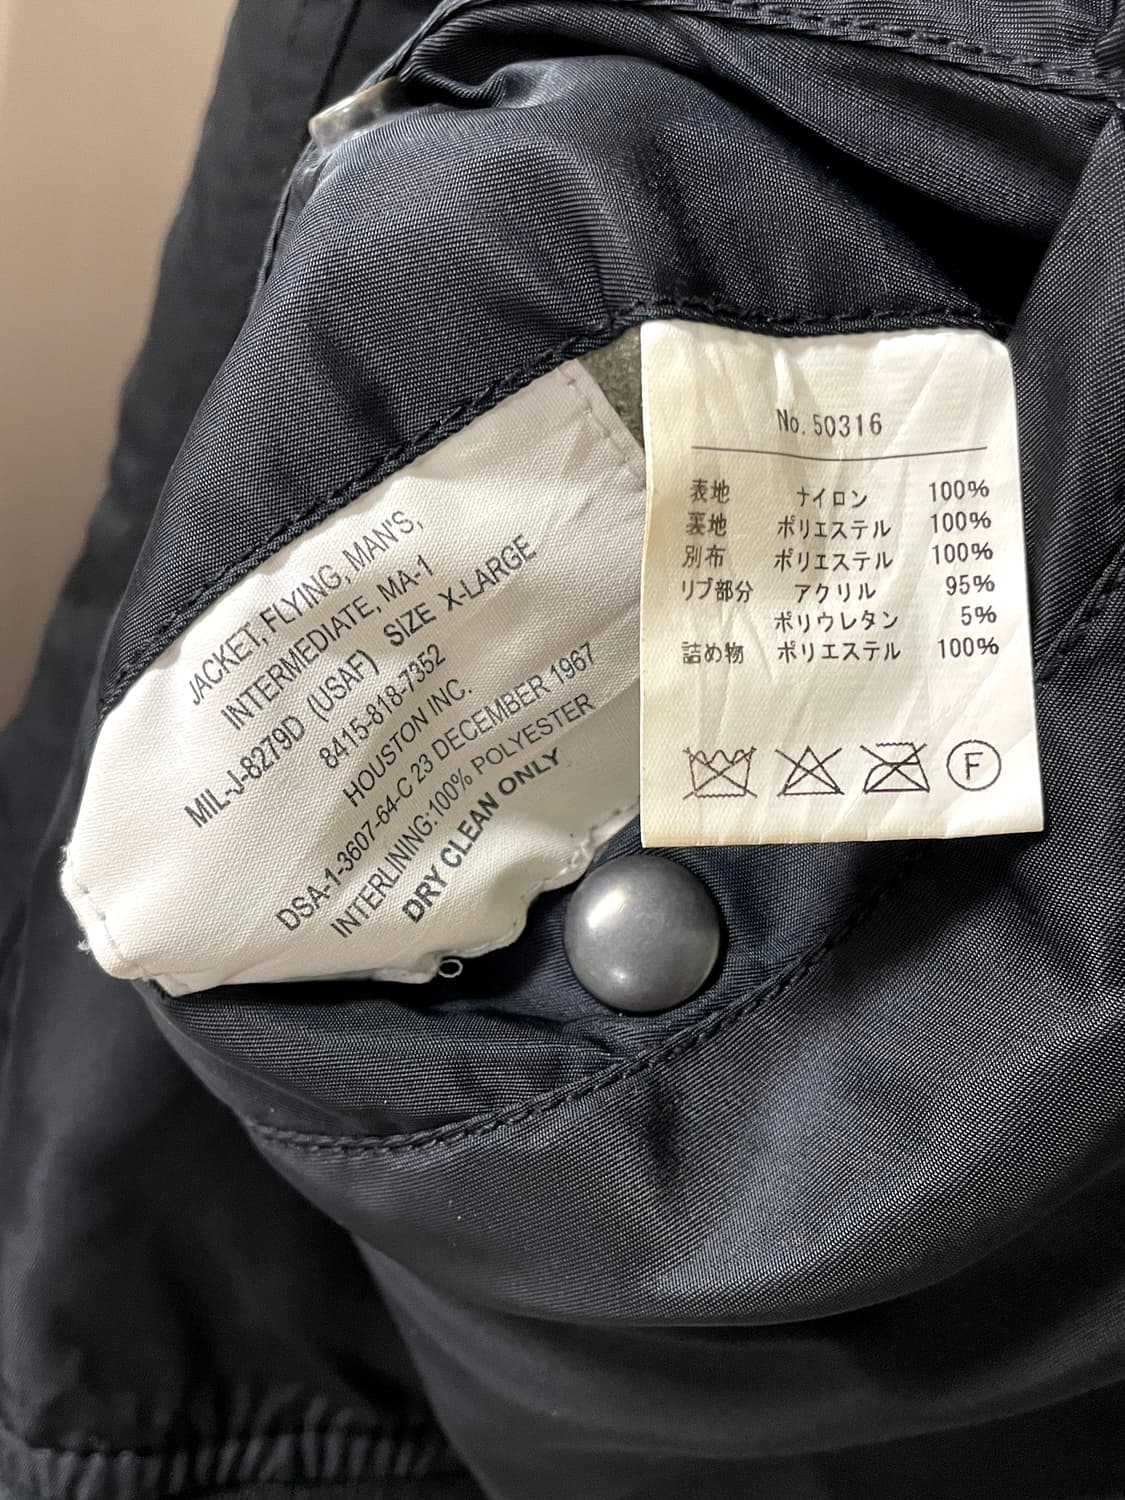 JACKET, FLYING, MAN'S,
INTERMEDIATE, MA-1
MIL-J-8279D (USAF) SIZE X-LARGE
8415-818-7352
HOUSTON INC.
DSA-1-3607-64-C 23 DECEMBER 1967
INTERLINING:100% POLYESTER
DRY CLEAN ONLY
No. 50316
表地 ナイロン 100%
裏地 ポリエステル 100%
別布 ポリエステル 100%
リブ部分 アクリル 95%
ポリウレタン 5%
詰め物 ポリエステル 100%
F